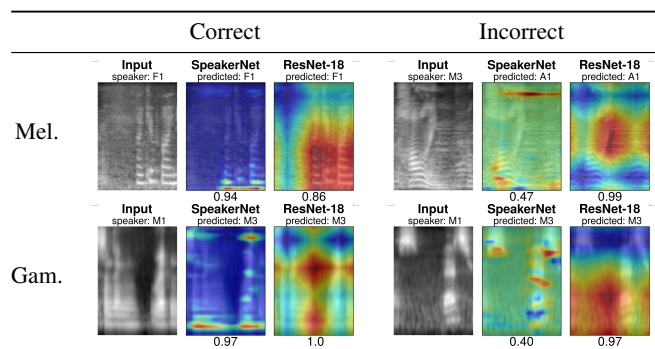 Correct Incorrect
Input SpeakerNet ResNet-18 Input SpeakerNet ResNet-18
speaker: F1 predicted: F1 predicted: F1 speaker: M3 predicted: A1 predicted: A1
Mel.
0.94 0.86 0.47 0.99
Input SpeakerNet ResNet-18 Input SpeakerNet ResNet-18
speaker: M1 predicted: M3 predicted: M3 speaker: M1 predicted: M3 predicted: M3
Gam.
0.97 1.0 0.40 0.97